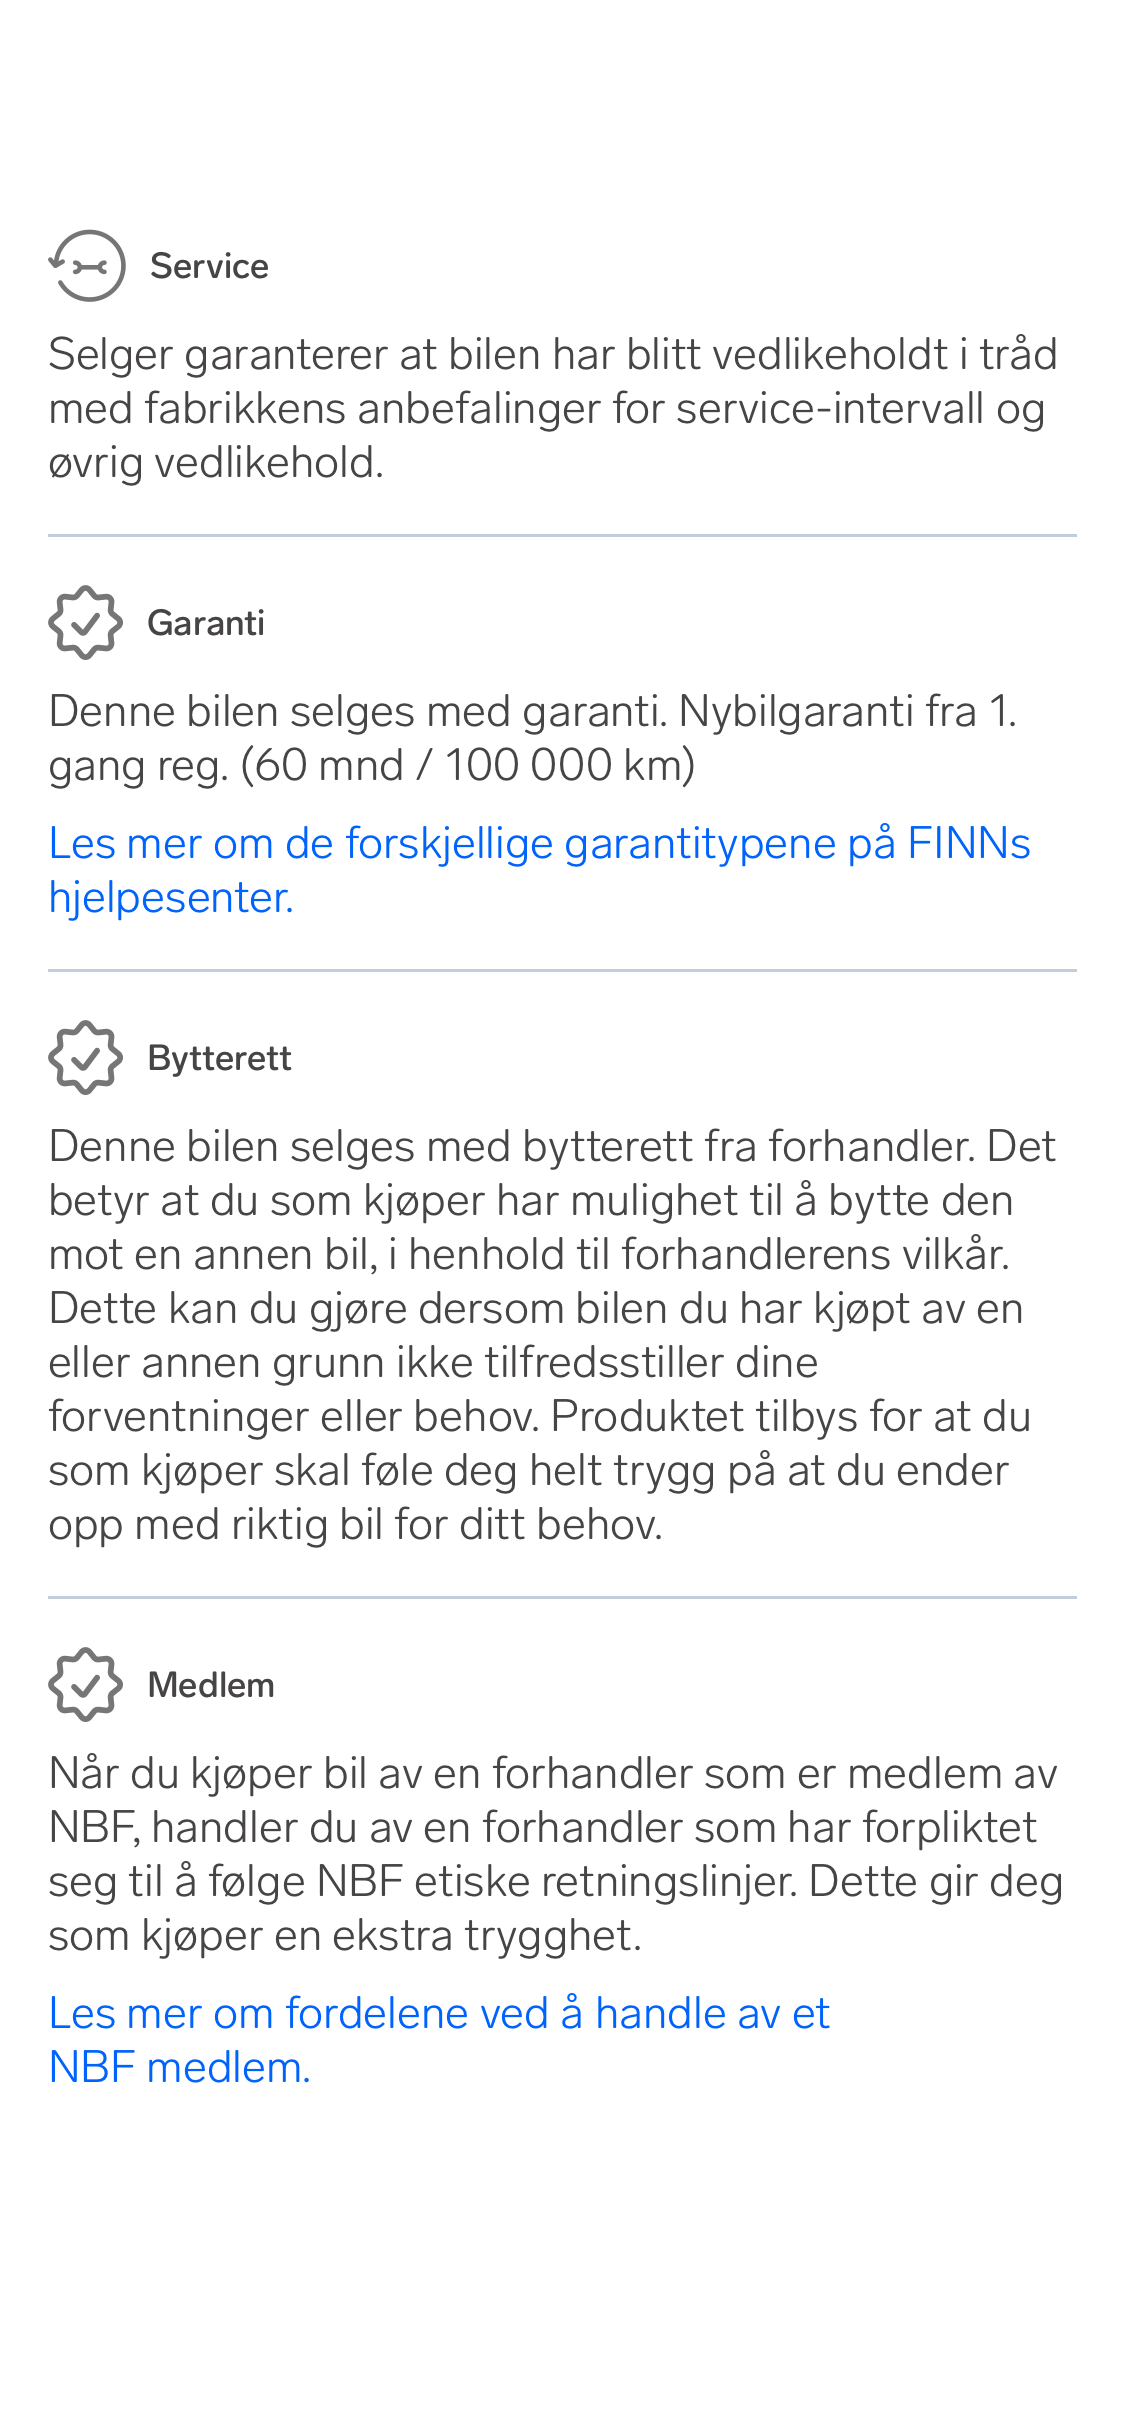 Service
Selger garanterer at bilen har blitt vedlikeholdt i tråd
med fabrikkens anbefalinger for service-intervall og
øvrig vedlikehold.
Garanti
Denne bilen selges med garanti. Nybilgaranti fra 1.
gang reg. (60 mnd / 100 000 km)
Les mer om de forskjellige garantitypene på FINNs
hjelpesenter.
Bytterett
Denne bilen selges med bytterett fra forhandler. Det
betyr at du som kjøper har mulighet til å bytte den
mot en annen bil, i henhold til forhandlerens vilkår.
Dette kan du gjøre dersom bilen du har kjøpt av en
eller annen grunn ikke tilfredsstiller dine
forventninger eller behov. Produktet tilbys for at du
som kjøper skal føle deg helt trygg på at du ender
opp med riktig bil for ditt behov.
Medlem
Når du kjøper bil av en forhandler som er medlem av
NBF, handler du av en forhandler som har forpliktet
seg til å følge NBF etiske retningslinjer. Dette gir deg
som kjøper en ekstra trygghet.
Les mer om fordelene ved å handle av et
NBF medlem.